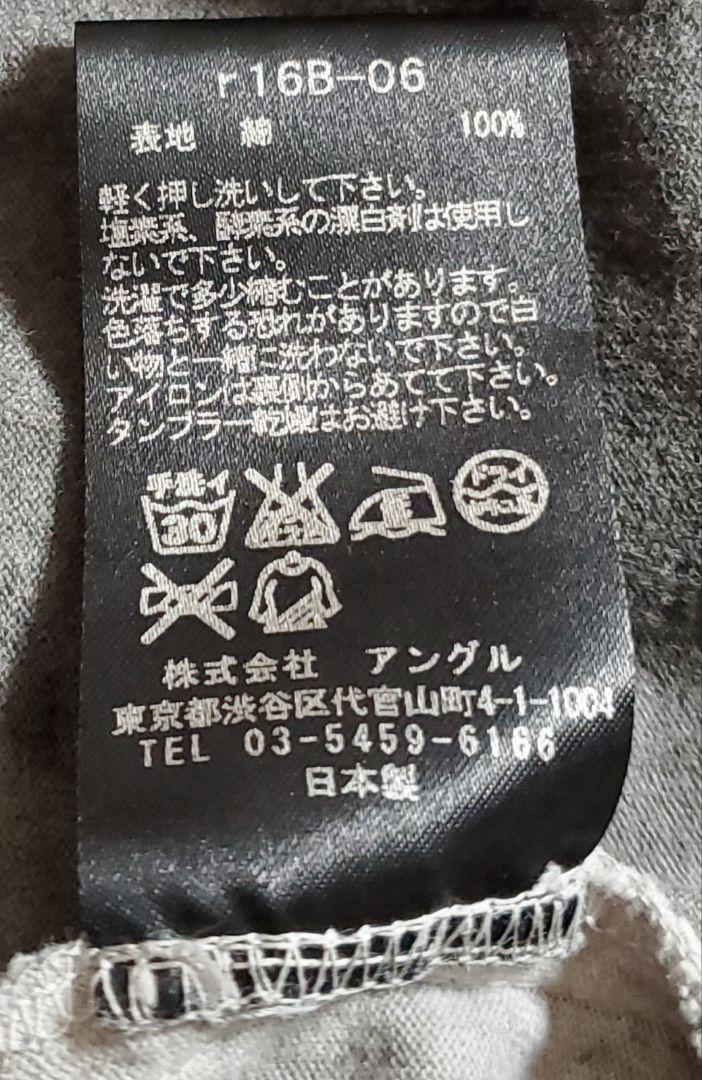 r16B-06
表地 綿 100%
軽く押し洗いして下さい。
塩素系、酵素系の漂白剤は使用し
ないで下さい。
洗濯で多少縮むことがあります。
色落ちする恐れがありますので白
い物と一緒に洗わないで下さい。
アイロンは裏側からあてて下さい。
タンブラー乾燥はお避け下さい。
手洗イ
30
ドライ
株式会社 アングル
東京都渋谷区代官山町4-1-1004
TEL 03-5459-6166
日本製